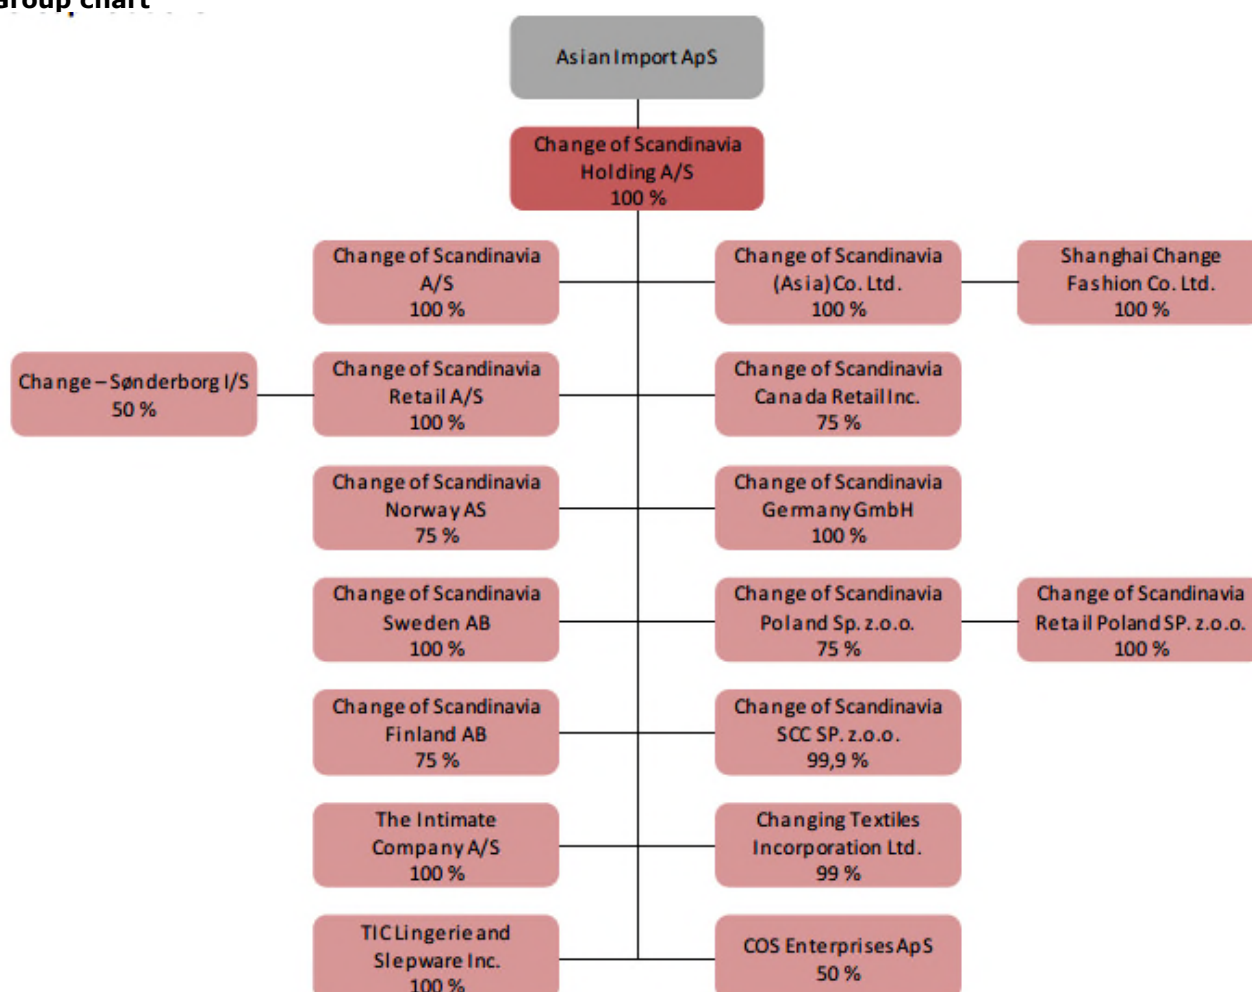 Group chart
Asian Import ApS
Change of Scandinavia
Holding A/S
100 %
Change of Scandinavia
A/S
100 %
Change of Scandinavia
(Asia) Co. Ltd.
100 %
Shanghai Change
Fashion Co. Ltd.
100 %
Change – Sønderborg I/S
50 %
Change of Scandinavia
Retail A/S
100 %
Change of Scandinavia
Canada Retail Inc.
75 %
Change of Scandinavia
Norway AS
75 %
Change of Scandinavia
Germany GmbH
100 %
Change of Scandinavia
Sweden AB
100 %
Change of Scandinavia
Poland Sp. z.o.o.
75 %
Change of Scandinavia
Retail Poland SP. z.o.o.
100 %
Change of Scandinavia
Finland AB
75 %
Change of Scandinavia
SCC SP. z.o.o.
99,9 %
The Intimate
Company A/S
100 %
Changing Textiles
Incorporation Ltd.
99 %
TIC Lingerie and
Slepware Inc.
100 %
COS Enterprises ApS
50 %